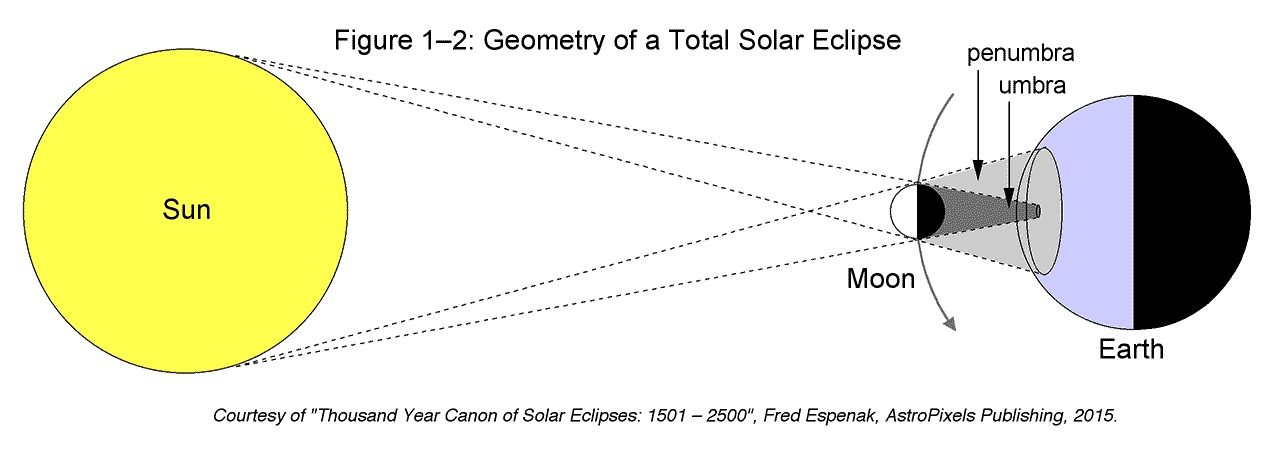 Figure 1–2: Geometry of a Total Solar Eclipse
penumbra
umbra
Sun
Moon
Earth
Courtesy of "Thousand Year Canon of Solar Eclipses: 1501 – 2500", Fred Espenak, AstroPixels Publishing, 2015.